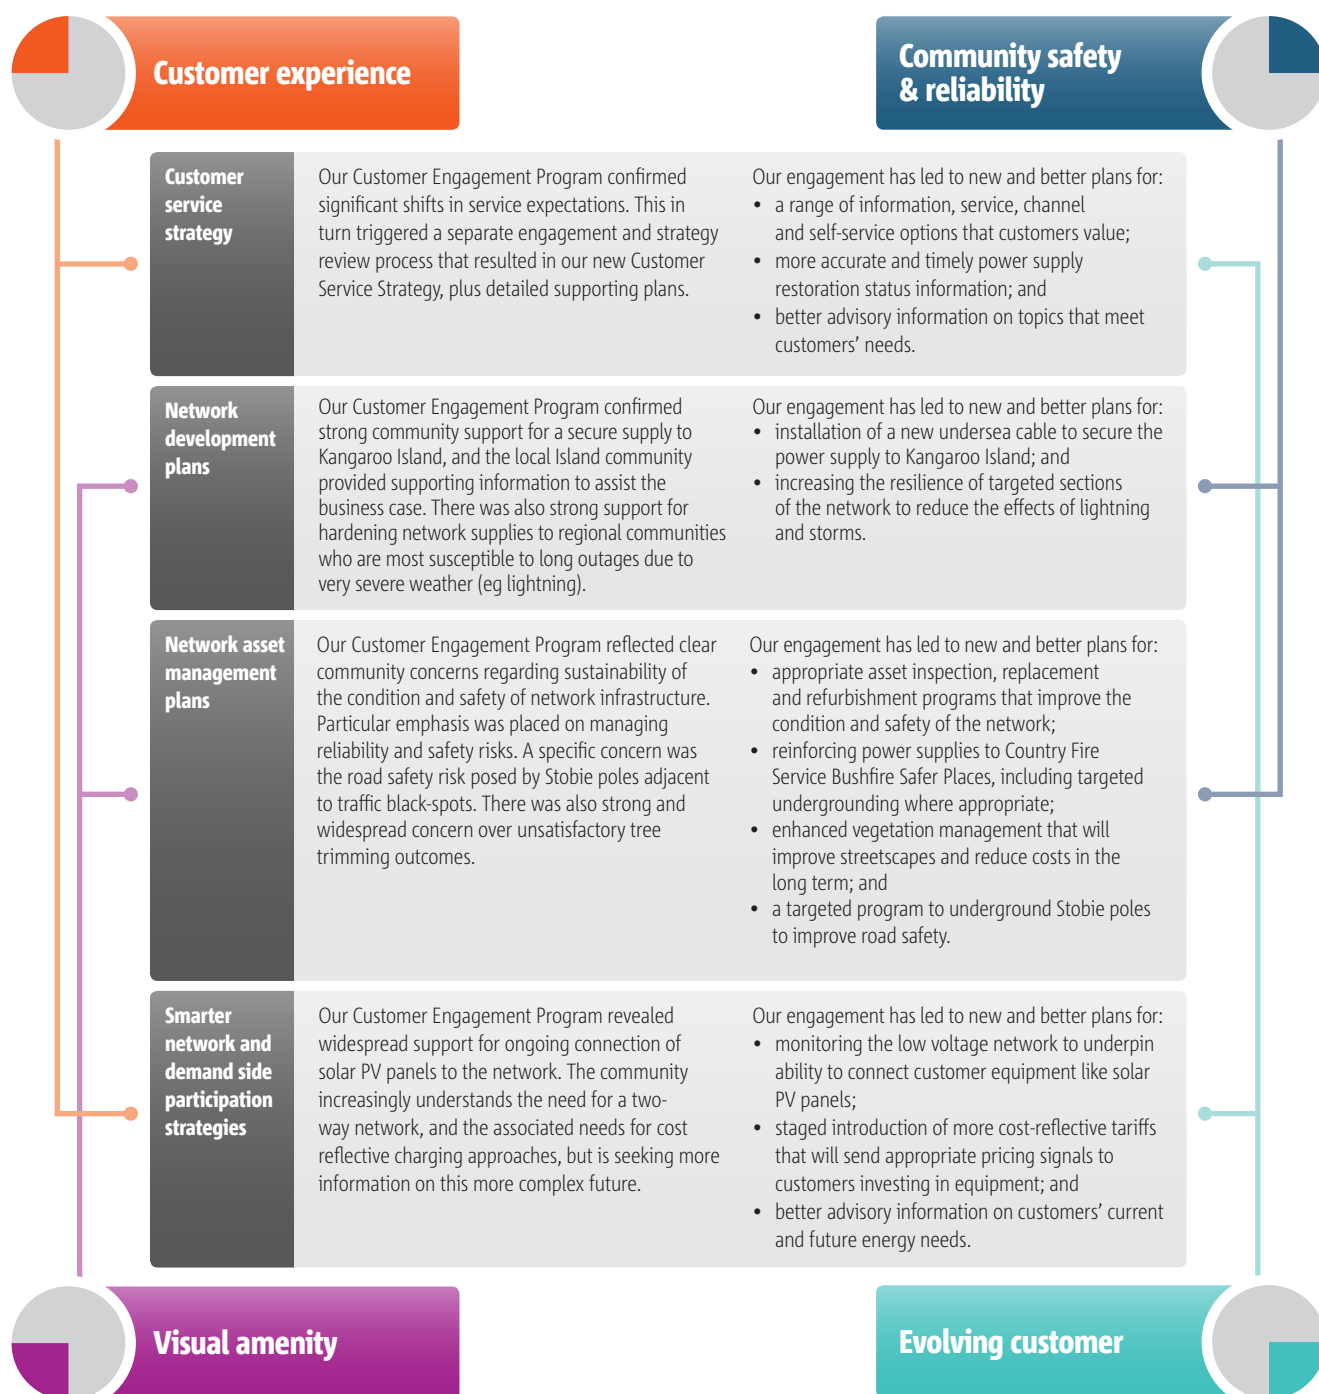 Customer experience
Community safety
& reliability
Customer
service
strategy
Our Customer Engagement Program confirmed
significant shifts in service expectations. This in
turn triggered a separate engagement and strategy
review process that resulted in our new Customer
Service Strategy, plus detailed supporting plans.
Our engagement has led to new and better plans for:
• a range of information, service, channel
and self-service options that customers value;
• more accurate and timely power supply
restoration status information; and
• better advisory information on topics that meet
customers' needs.
Network
development
plans
Our Customer Engagement Program confirmed
strong community support for a secure supply to
Kangaroo Island, and the local Island community
provided supporting information to assist the
business case. There was also strong support for
hardening network supplies to regional communities
who are most susceptible to long outages due to
very severe weather (eg lightning).
Our engagement has led to new and better plans for:
• installation of a new undersea cable to secure the
power supply to Kangaroo Island; and
• increasing the resilience of targeted sections
of the network to reduce the effects of lightning
and storms.
Network asset
management
plans
Our Customer Engagement Program reflected clear
community concerns regarding sustainability of
the condition and safety of network infrastructure.
Particular emphasis was placed on managing
reliability and safety risks. A specific concern was
the road safety risk posed by Stobie poles adjacent
to traffic black-spots. There was also strong and
widespread concern over unsatisfactory tree
trimming outcomes.
Our engagement has led to new and better plans for:
• appropriate asset inspection, replacement
and refurbishment programs that improve the
condition and safety of the network;
• reinforcing power supplies to Country Fire
Service Bushfire Safer Places, including targeted
undergrounding where appropriate;
• enhanced vegetation management that will
improve streetscapes and reduce costs in the
long term; and
• a targeted program to underground Stobie poles
to improve road safety.
Smarter
network and
demand side
participation
strategies
Our Customer Engagement Program revealed
widespread support for ongoing connection of
solar PV panels to the network. The community
increasingly understands the need for a two-
way network, and the associated needs for cost
reflective charging approaches, but is seeking more
information on this more complex future.
Our engagement has led to new and better plans for:
• monitoring the low voltage network to underpin
ability to connect customer equipment like solar
PV panels;
• staged introduction of more cost-reflective tariffs
that will send appropriate pricing signals to
customers investing in equipment; and
• better advisory information on customers' current
and future energy needs.
Visual amenity
Evolving customer